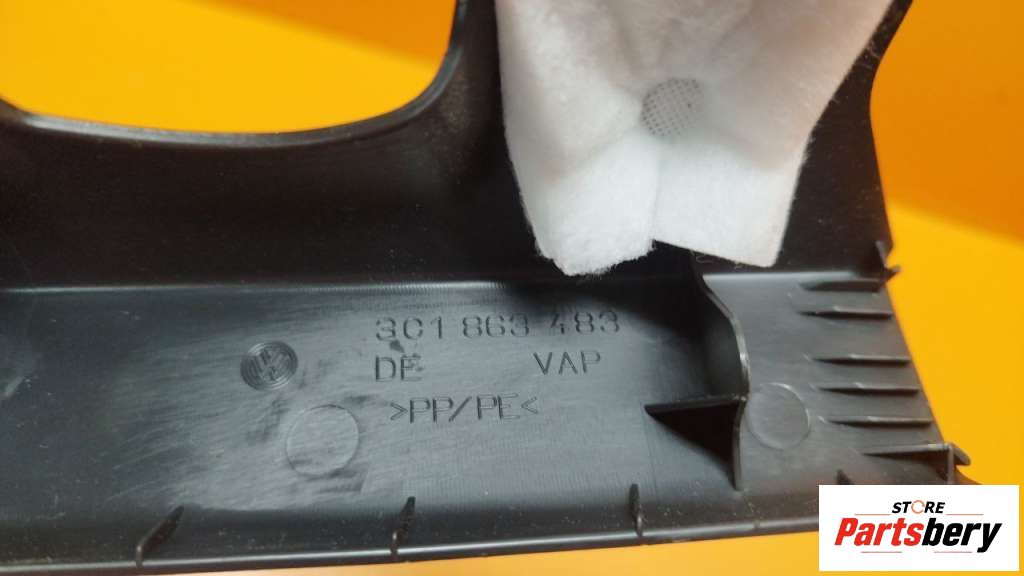 3C1 863 483
DE VAP
>PP/PE<
STORE
Partsbery